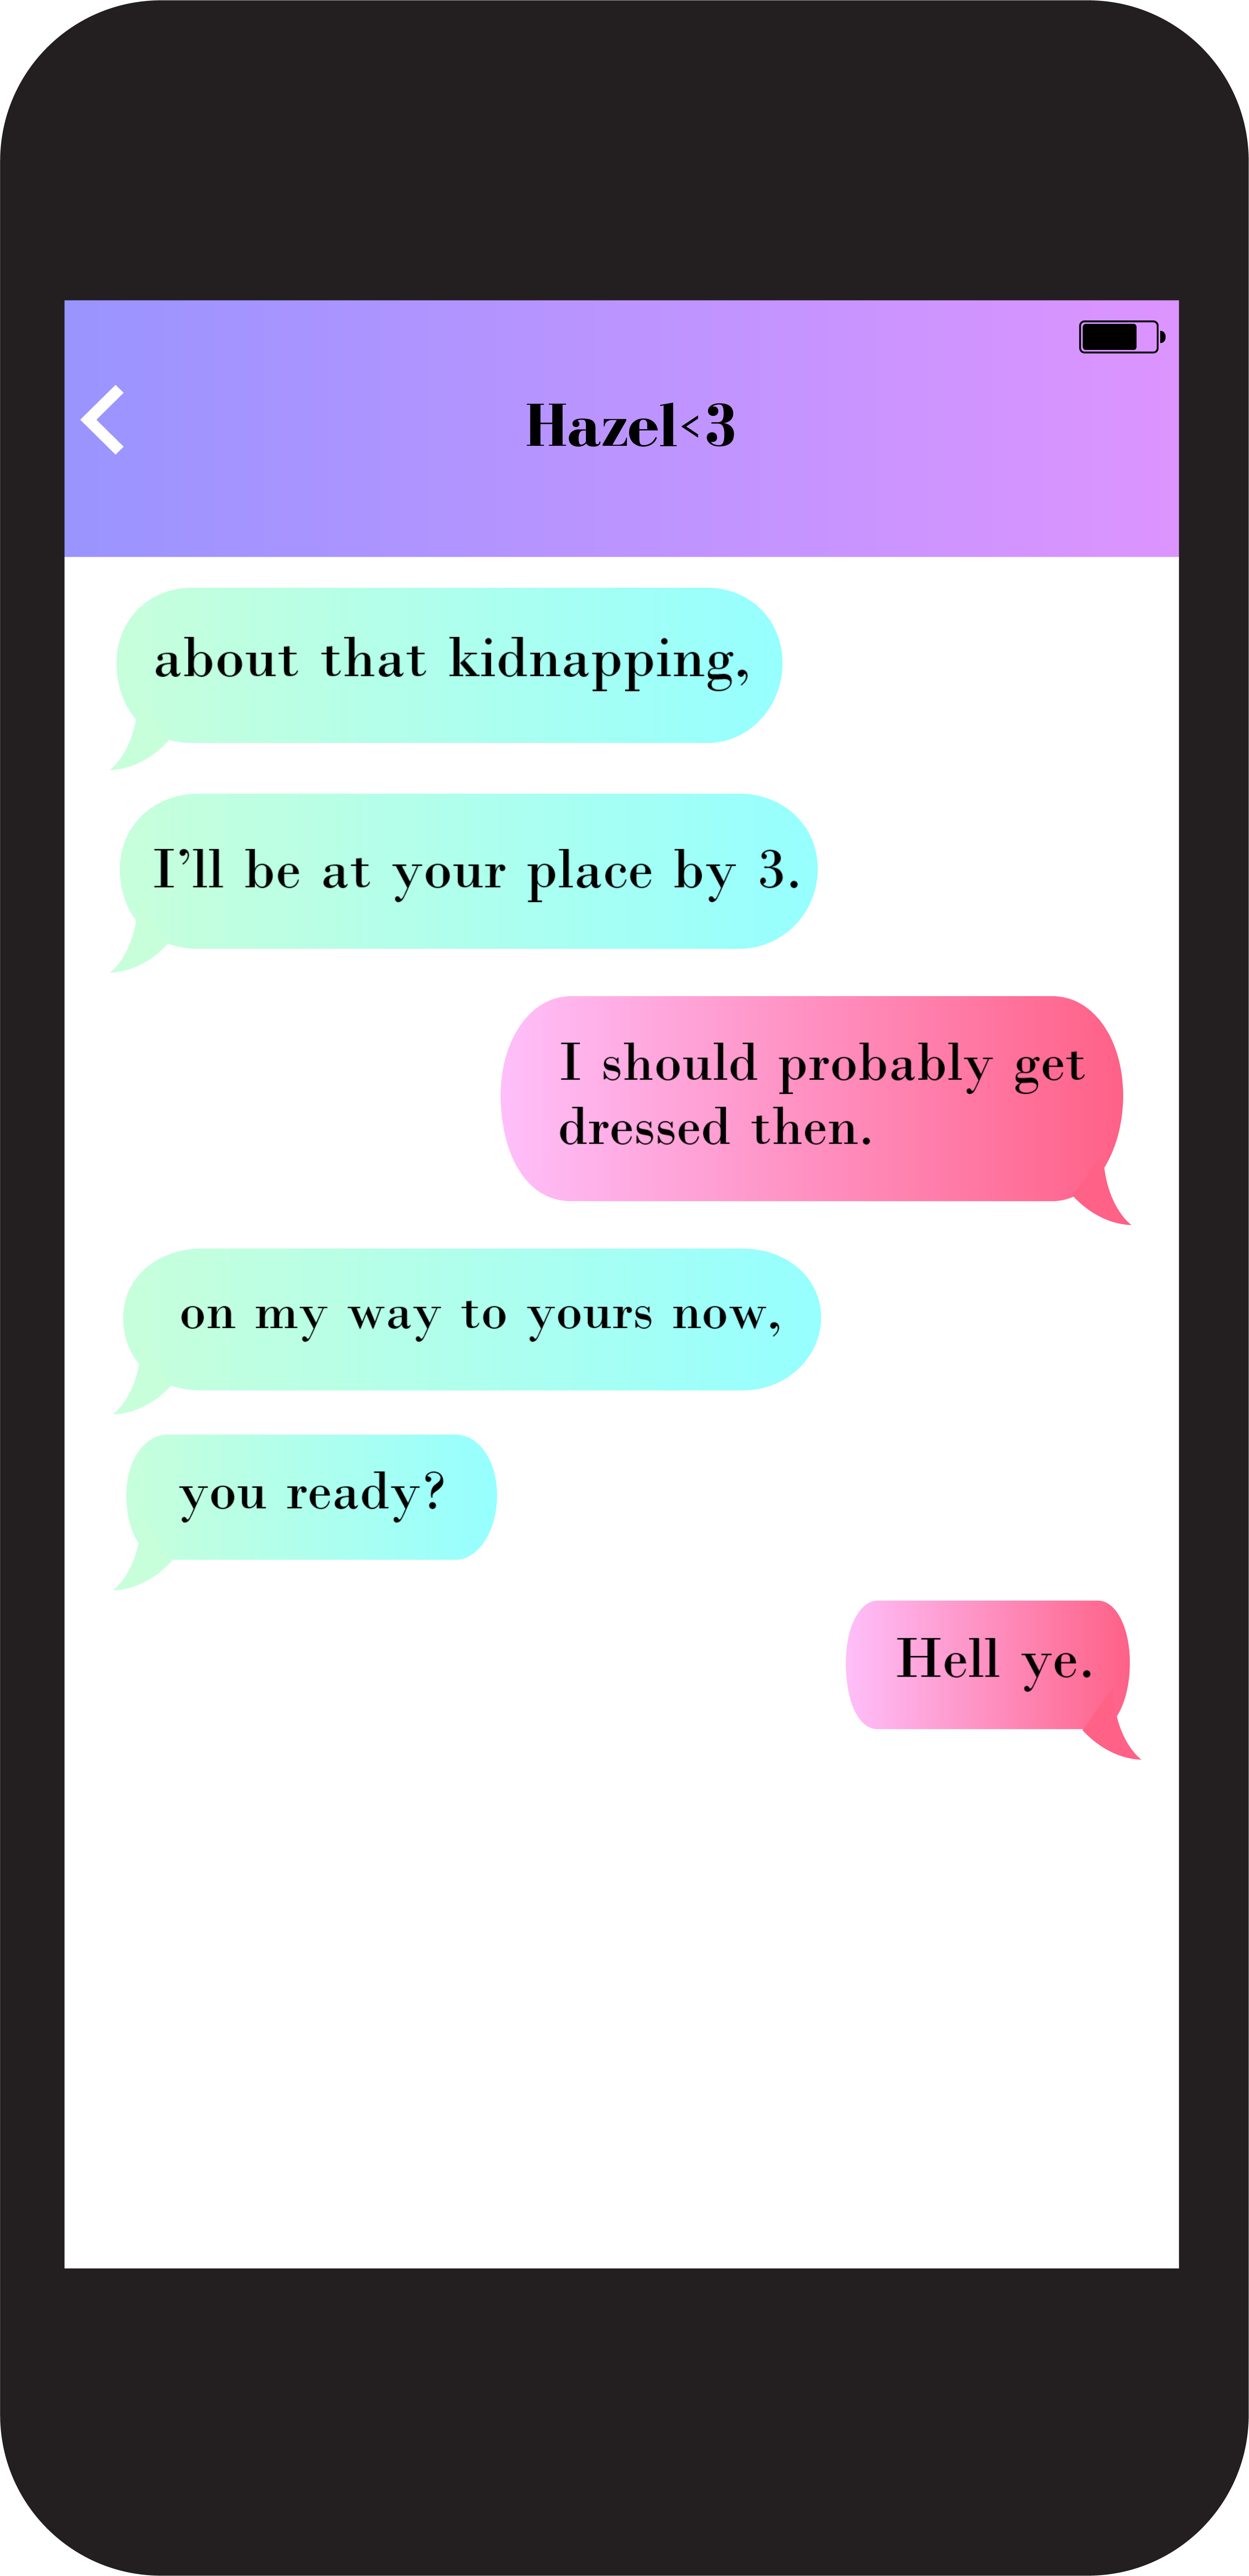 Hazel<3
about that kidnapping,
I’ll be at your place by 3.
I should probably get
dressed then.
on my way to yours now,
you ready?
Hell ye.